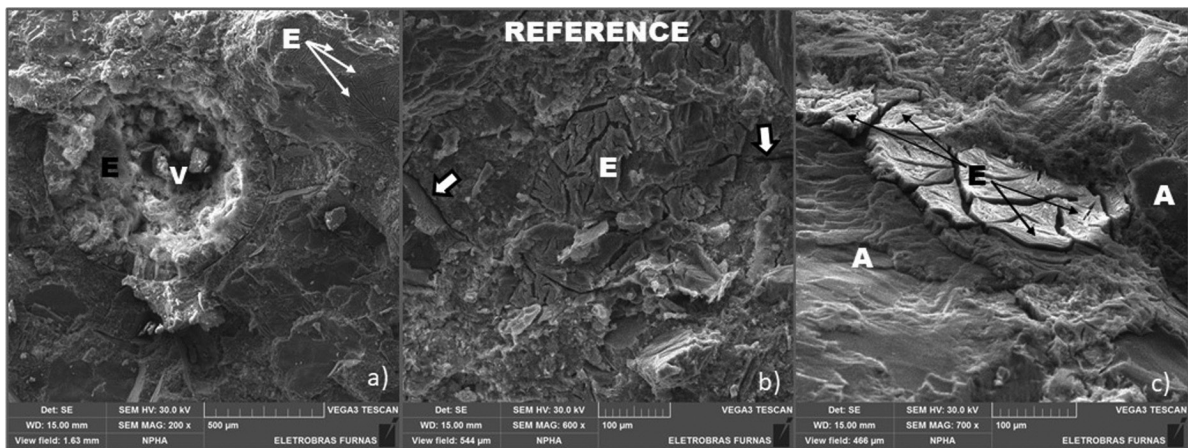 E
E
V
a)
Det: SE
SEM HV: 30.0 kV
VEGA3 TESCAN
WD: 15.00 mm
SEM MAG: 200 x
500 µm
View field: 1.63 mm
NPHA
ELETROBRAS FURNAS
REFERENCE
E
b)
Det: SE
SEM HV: 30.0 kV
VEGA3 TESCAN
WD: 15.00 mm
SEM MAG: 600 x
100 µm
View field: 544 µm
NPHA
ELETROBRAS FURNAS
E
A
A
c)
Det: SE
SEM HV: 30.0 kV
VEGA3 TESCAN
WD: 15.00 mm
SEM MAG: 700 x
100 µm
View field: 466 µm
NPHA
ELETROBRAS FURNAS